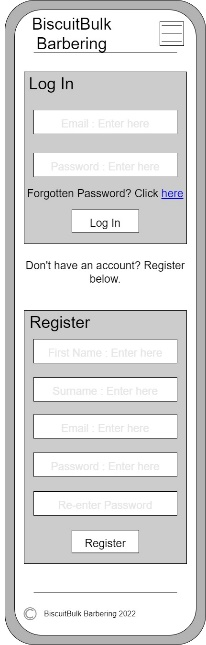 BiscuitBulk
Barbering
Log In
Email : Enter here
Password : Enter here
Forgotten Password? Click here
Log In
Don't have an account? Register
below.
Register
First Name : Enter here
Surname : Enter here
Email : Enter here
Password : Enter here
Re-enter Password
Register
© BiscuitBulk Barbering 2022